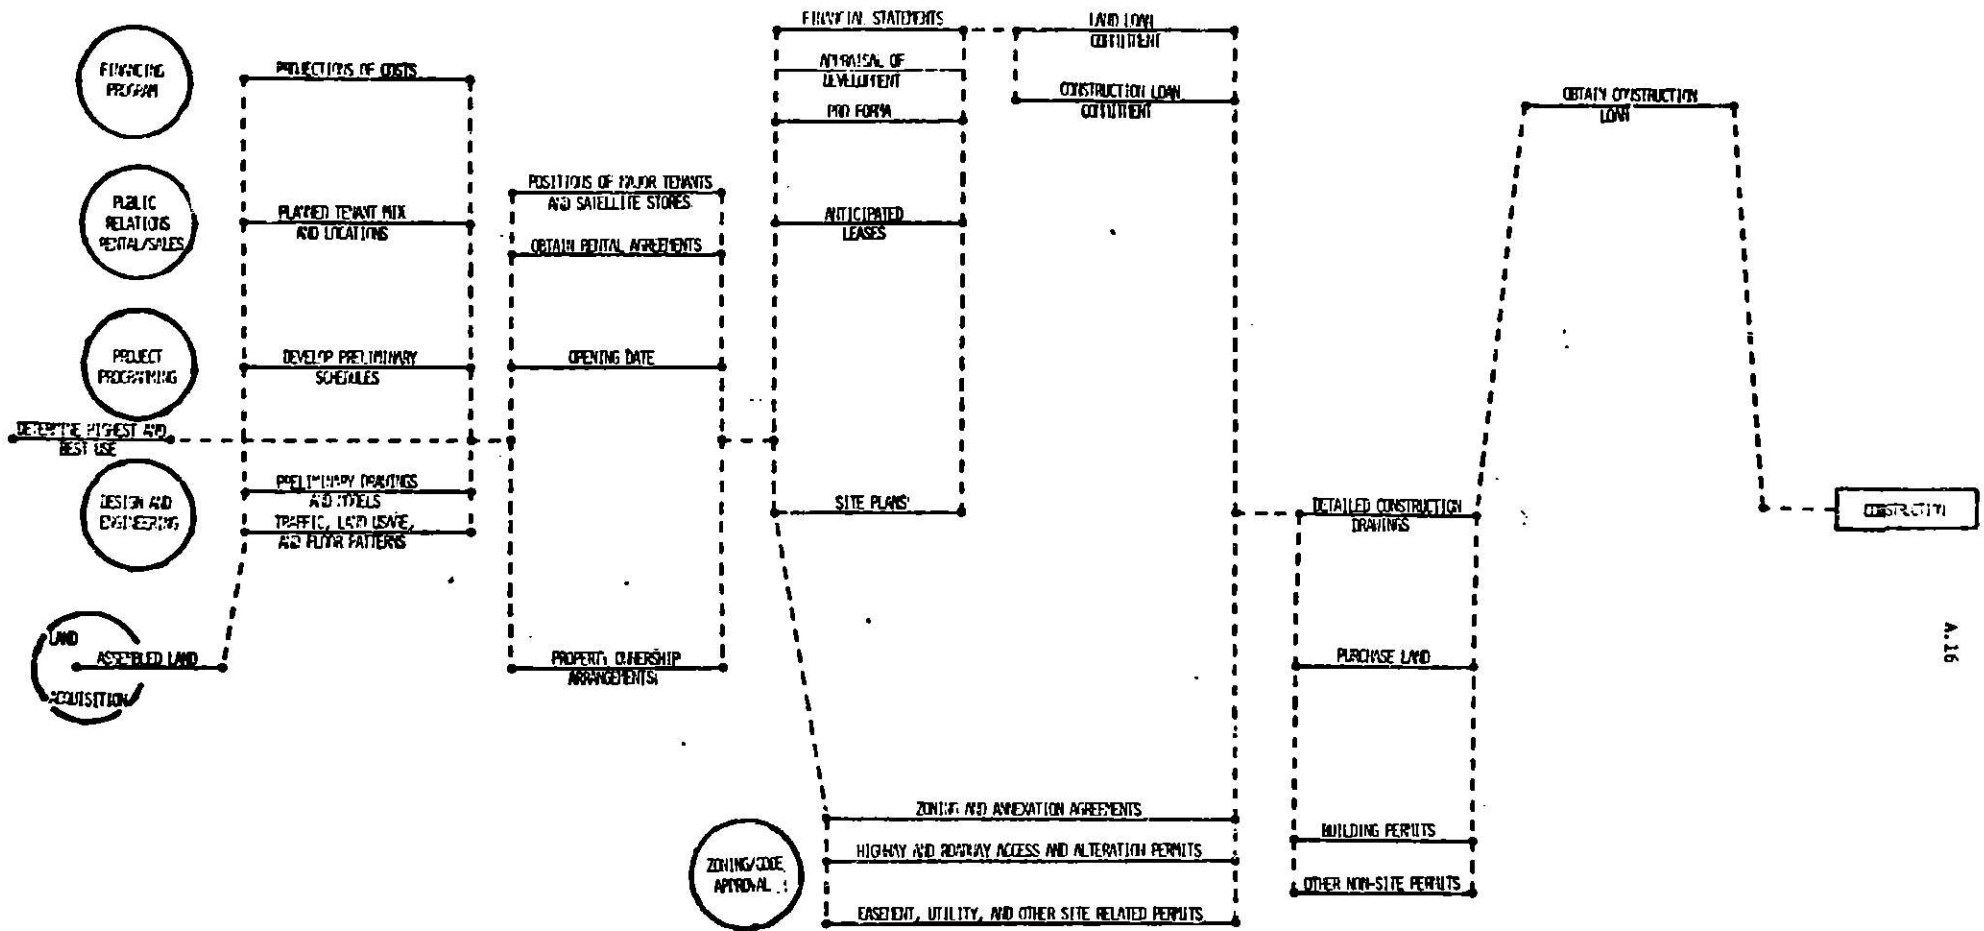 FINANCING
PROGRAM
PUBLIC
RELATIONS
RENTAL/SALES
PROJECT
PROGRAMMING
DETERMINE HIGHEST AND
BEST USE
DESIGN AND
ENGINEERING
LAND
ASSEMBLED LAND
ACQUISITION
PROJECTIONS OF COSTS
PLANNED TENANT MIX
AND LOCATIONS
DEVELOP PRELIMINARY
SCHEDULES
PRELIMINARY DRAWINGS
AND MODELS
TRAFFIC, LAND USAGE,
AND FLOOR PATTERNS
POSITIONS OF MAJOR TENANTS
AND SATELLITE STORES
OBTAIN RENTAL AGREEMENTS
OPENING DATE
PROPERTY OWNERSHIP
ARRANGEMENTS
FINANCIAL STATEMENTS
APPRAISAL OF
DEVELOPMENT
PRO FORMA
ANTICIPATED
LEASES
SITE PLANS
LAND LOAN
COMMITMENT
CONSTRUCTION LOAN
COMMITMENT
ZONING/CODE
APPROVAL
ZONING AND ANNEXATION AGREEMENTS
HIGHWAY AND ROADWAY ACCESS AND ALTERATION PERMITS
EASEMENT, UTILITY, AND OTHER SITE RELATED PERMITS
DETAILED CONSTRUCTION
DRAWINGS
PURCHASE LAND
BUILDING PERMITS
OTHER NON-SITE PERMITS
OBTAIN CONSTRUCTION
LOAN
CONSTRUCTION
A.16